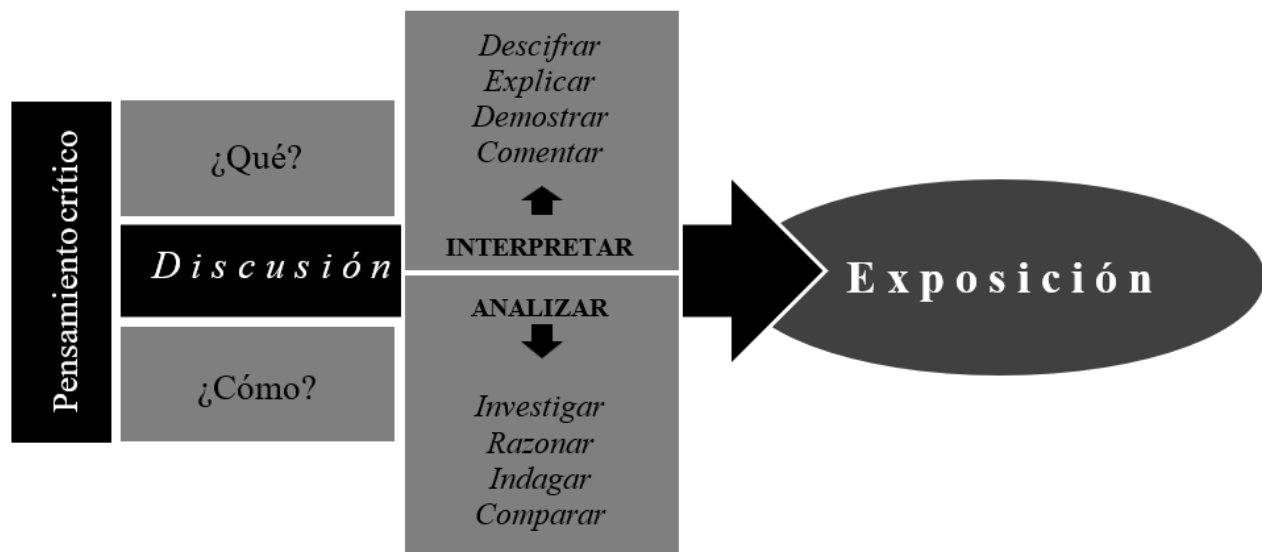 Pensamiento crítico
¿Qué?
Discusión
¿Cómo?
Descifrar
Explicar
Demostrar
Comentar
INTERPRETAR
ANALIZAR
Investigar
Razonar
Indagar
Comparar
Exposición